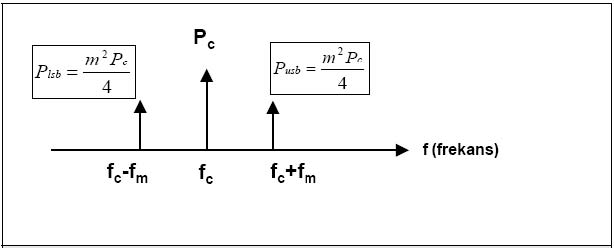 P_c
P_lsb = m^2 P_c / 4
P_usb = m^2 P_c / 4
f (frekans)
f_c-f_m
f_c
f_c+f_m